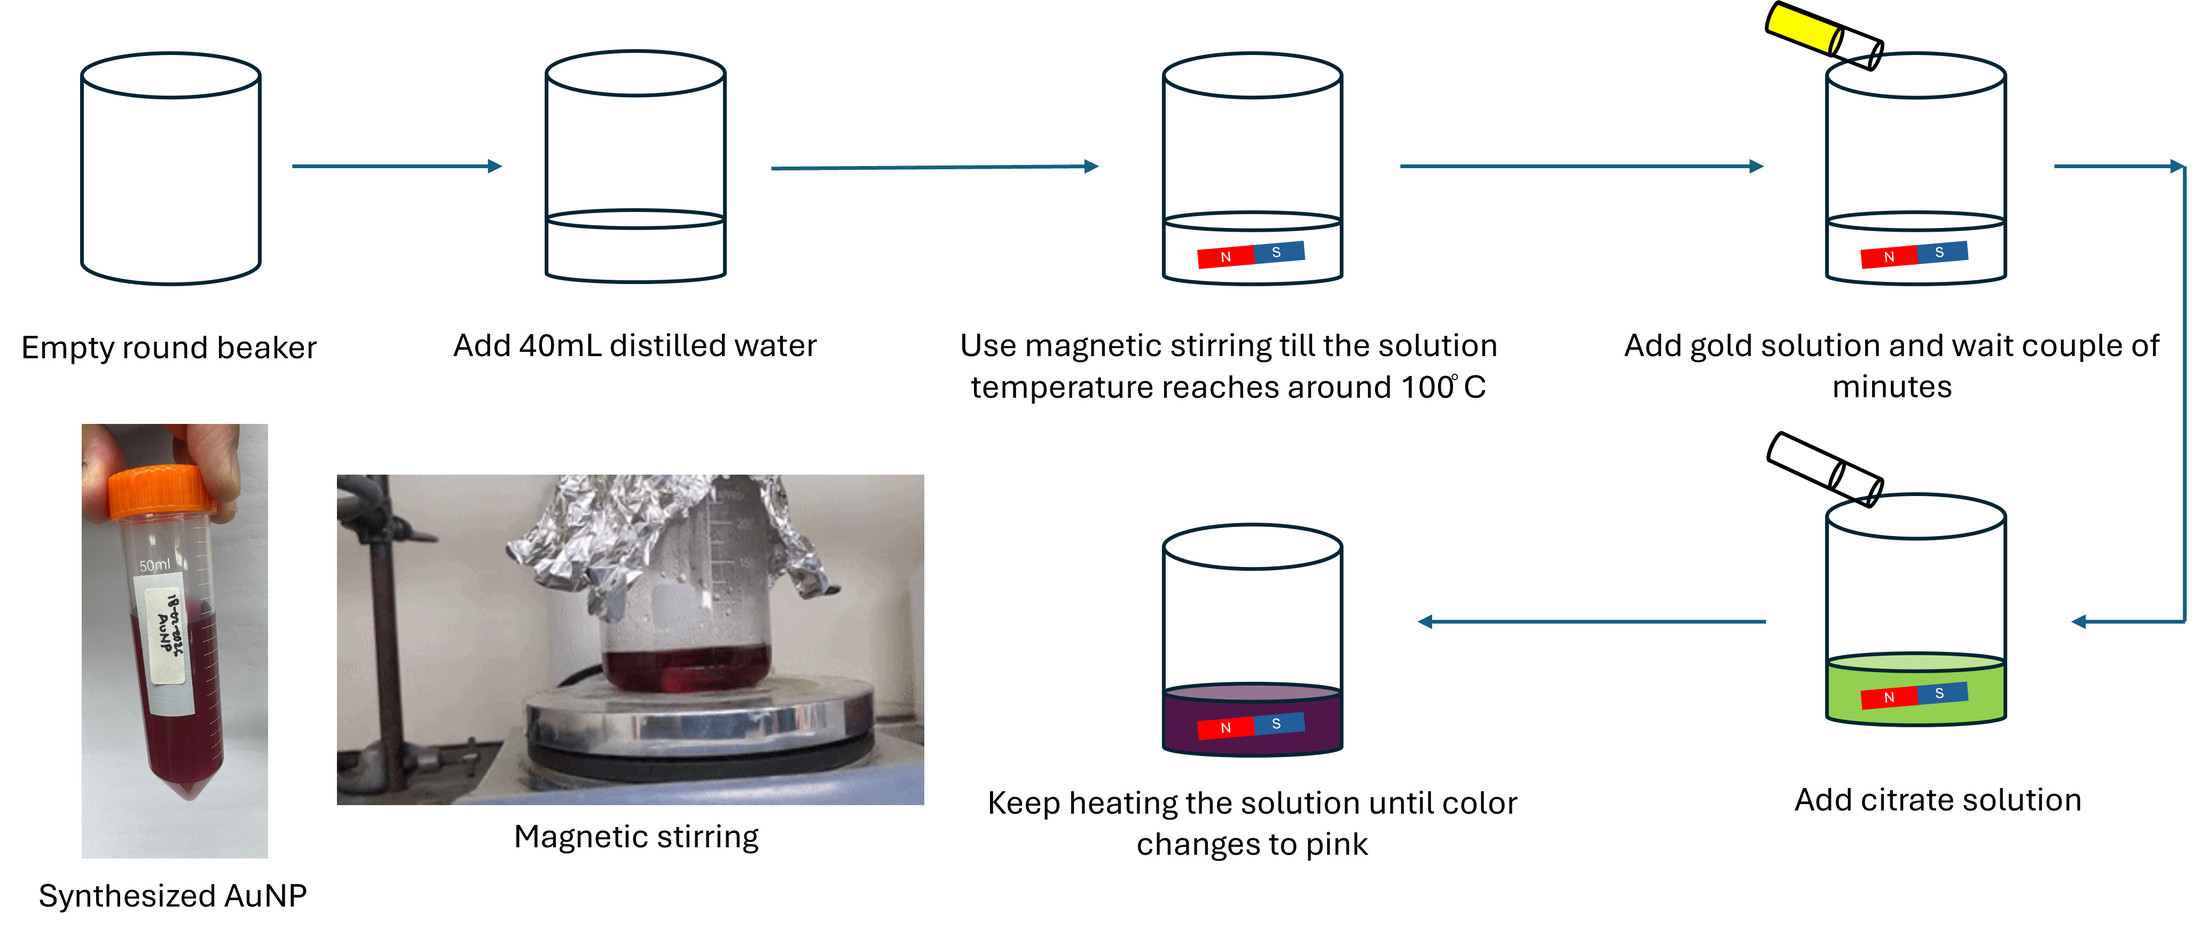 Empty round beaker
Add 40mL distilled water
Use magnetic stirring till the solution
temperature reaches around 100°C
N S
Add gold solution and wait couple of
minutes
N S
Add citrate solution
N S
Keep heating the solution until color
changes to pink
N S
Magnetic stirring
200
150
50ml
AuNP
Synthesized AuNP